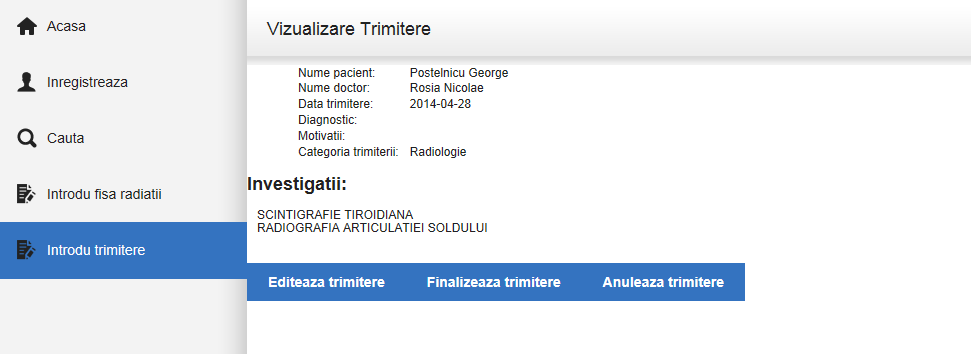 Acasa
Inregistreaza
Cauta
Introdu fisa radiatii
Introdu trimitere
Vizualizare Trimitere
Nume pacient: Postelnicu George
Nume doctor: Rosia Nicolae
Data trimitere: 2014-04-28
Diagnostic:
Motivatii:
Categoria trimiterii: Radiologie
Investigatii:
SCINTIGRAFIE TIROIDIANA
RADIOGRAFIA ARTICULATIEI SOLDULUI
Editeaza trimitere Finalizeaza trimitere Anuleaza trimitere